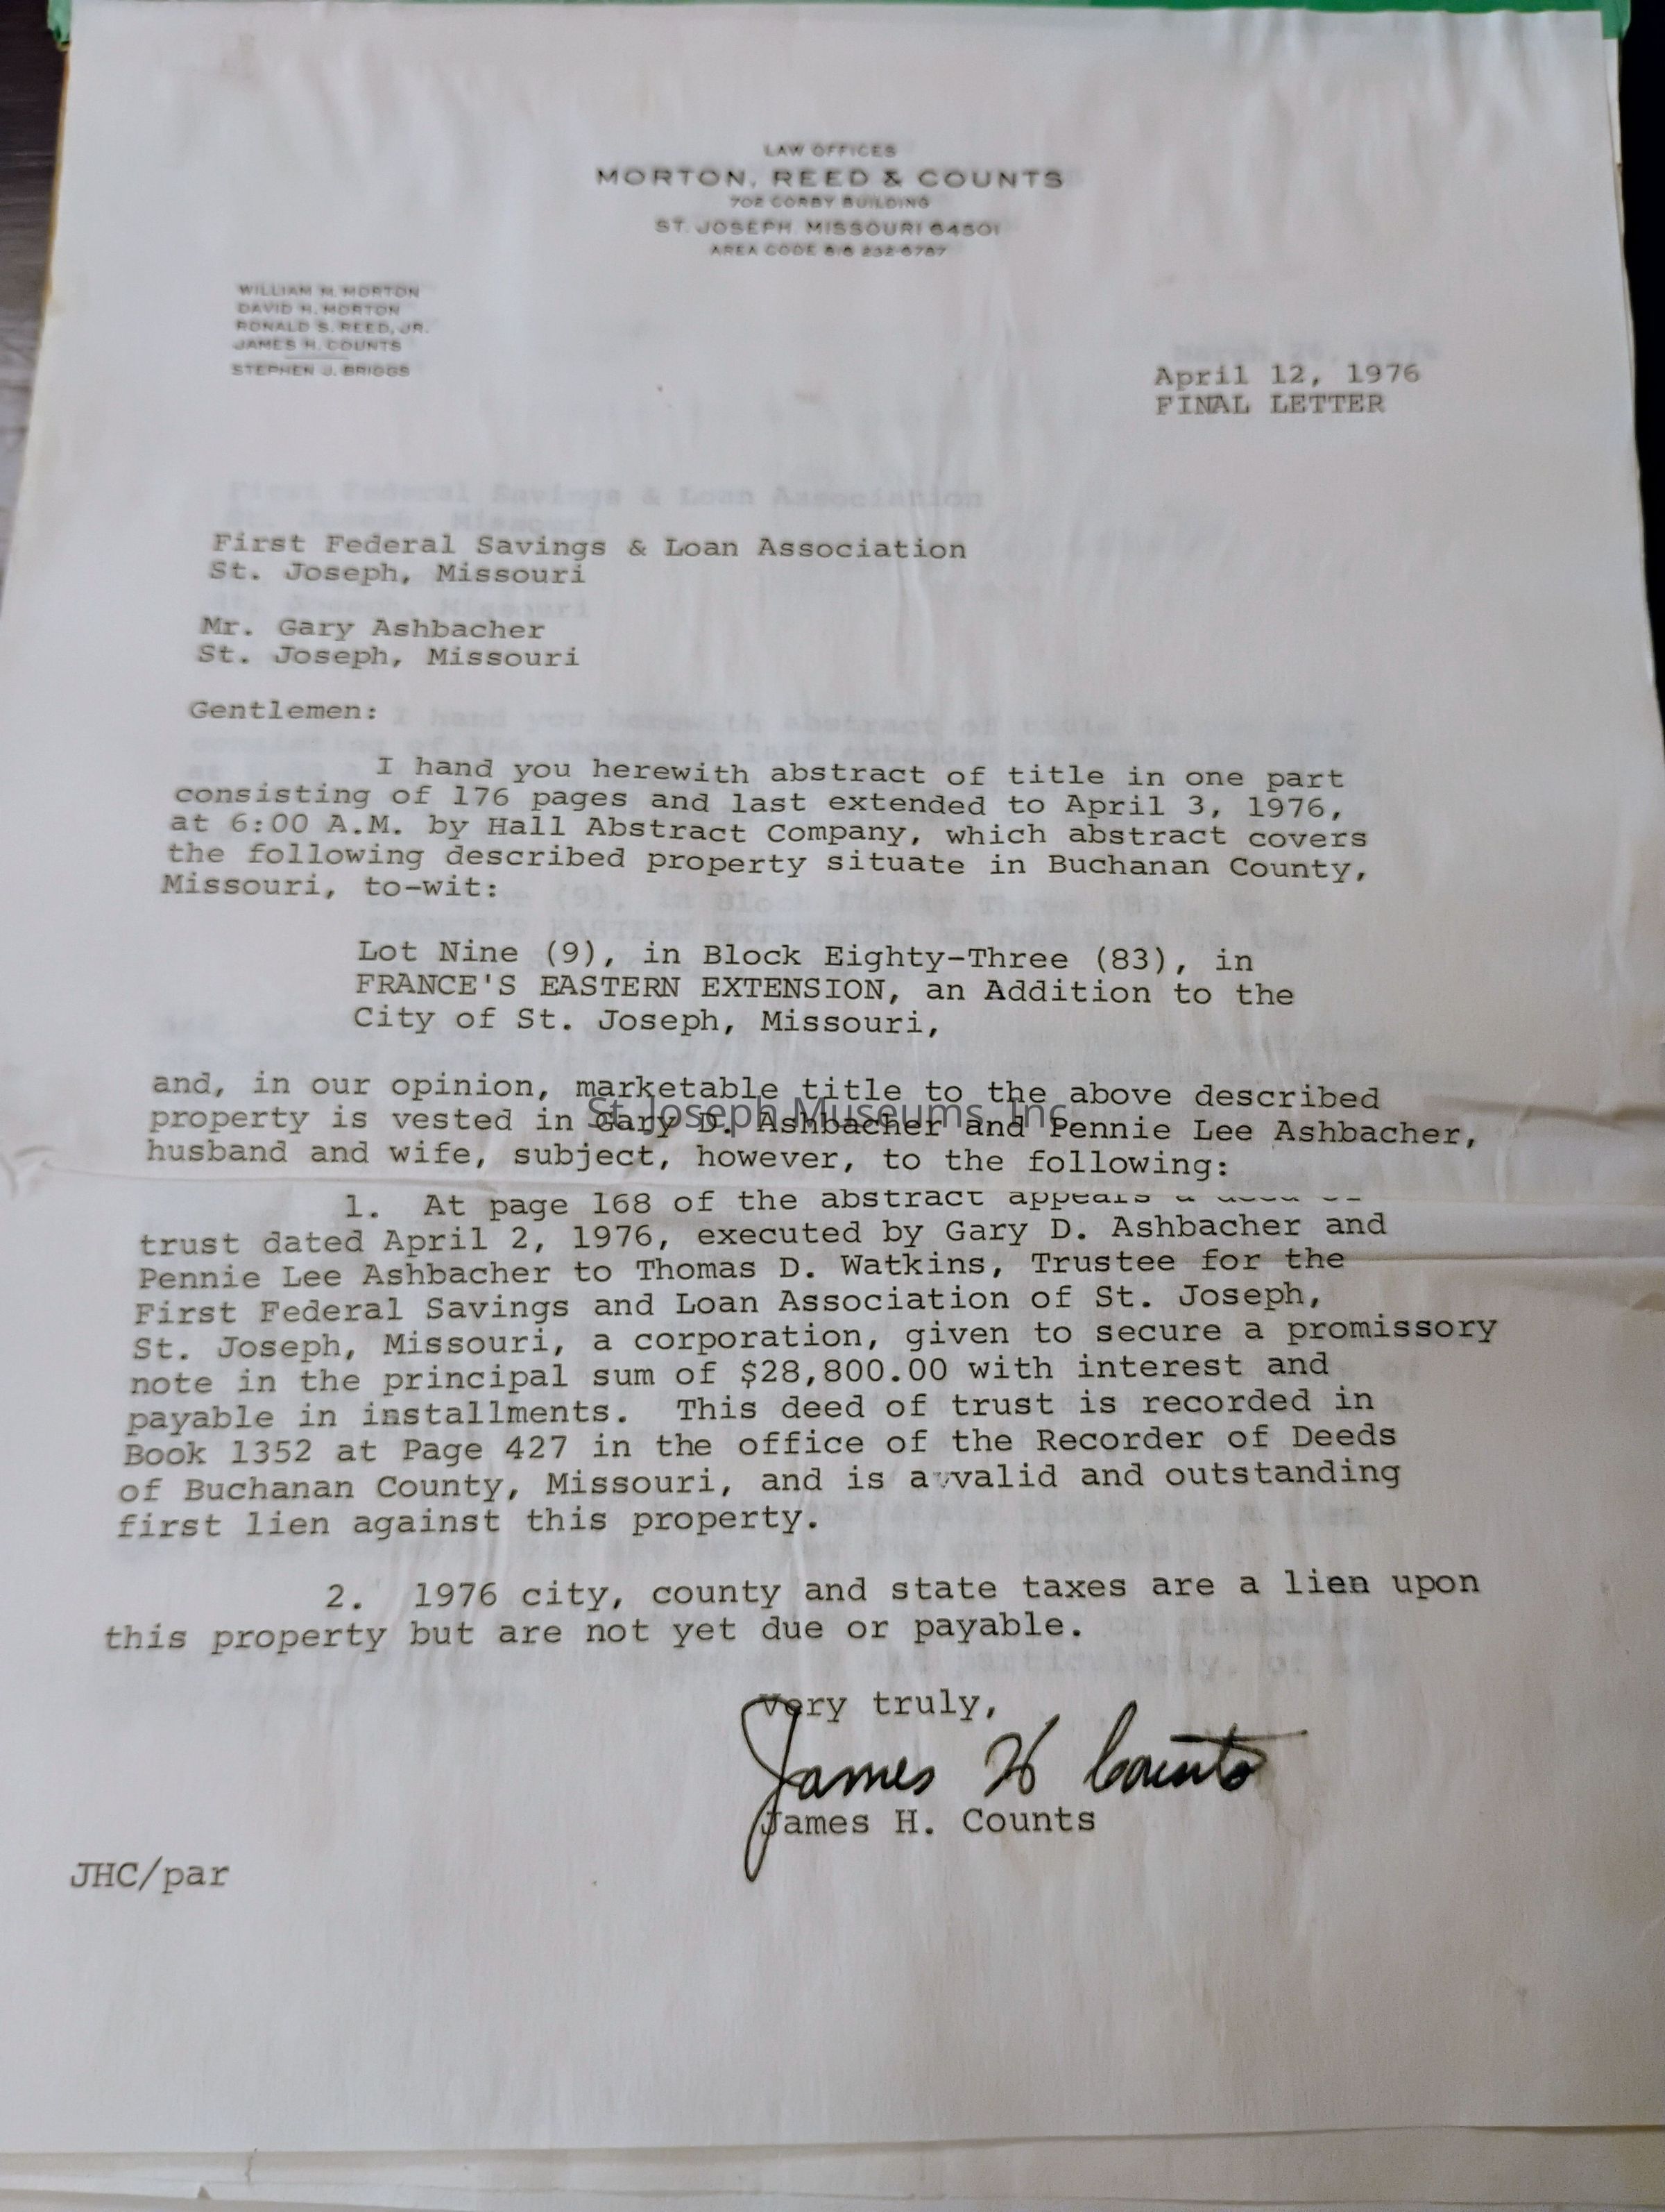 LAW OFFICES
MORTON, REED & COUNTS
702 CORBY BUILDING
ST. JOSEPH, MISSOURI 64501
AREA CODE 816 232-6787
WILLIAM M. MORTON
DAVID H. MORTON
RONALD S. REED, JR.
JAMES H. COUNTS
STEPHEN J. BRIGGS
April 12, 1976
FINAL LETTER
First Federal Savings & Loan Association
St. Joseph, Missouri
Mr. Gary Ashbacher
St. Joseph, Missouri
Gentlemen:
I hand you herewith abstract of title in one part
consisting of 176 pages and last extended to April 3, 1976,
at 6:00 A.M. by Hall Abstract Company, which abstract covers
the following described property situate in Buchanan County,
Missouri, to-wit:
Lot Nine (9), in Block Eighty-Three (83), in
FRANCE'S EASTERN EXTENSION, an Addition to the
City of St. Joseph, Missouri,
and, in our opinion, marketable title to the above described
property is vested in Gary D. Ashbacher and Pennie Lee Ashbacher,
St. Joseph Museums, Inc.
husband and wife, subject, however, to the following:
1. At page 168 of the abstract appears a deed of
trust dated April 2, 1976, executed by Gary D. Ashbacher and
Pennie Lee Ashbacher to Thomas D. Watkins, Trustee for the
First Federal Savings and Loan Association of St. Joseph,
St. Joseph, Missouri, a corporation, given to secure a promissory
note in the principal sum of $28,800.00 with interest and
payable in installments. This deed of trust is recorded in
Book 1352 at Page 427 in the office of the Recorder of Deeds
of Buchanan County, Missouri, and is a valid and outstanding
first lien against this property.
2. 1976 city, county and state taxes are a lien upon
this property but are not yet due or payable.
Very truly,
James H Counts
James H. Counts
JHC/par